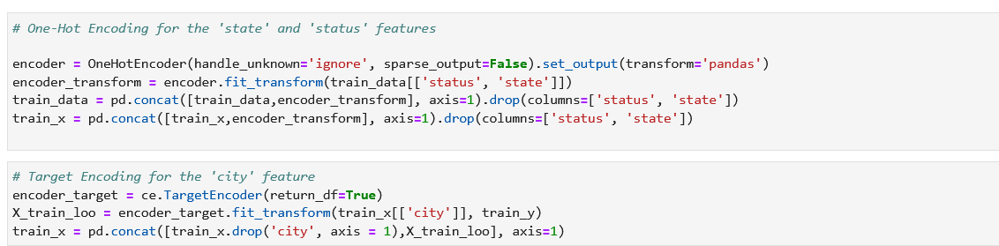 # One-Hot Encoding for the 'state' and 'status' features
encoder = OneHotEncoder(handle_unknown='ignore', sparse_output=False).set_output(transform='pandas')
encoder_transform = encoder.fit_transform(train_data[['status', 'state']])
train_data = pd.concat([train_data,encoder_transform], axis=1).drop(columns=['status', 'state'])
train_x = pd.concat([train_x,encoder_transform], axis=1).drop(columns=['status', 'state'])
# Target Encoding for the 'city' feature
encoder_target = ce.TargetEncoder(return_df=True)
X_train_loo = encoder_target.fit_transform(train_x[['city']], train_y)
train_x = pd.concat([train_x.drop('city', axis = 1),X_train_loo], axis=1)